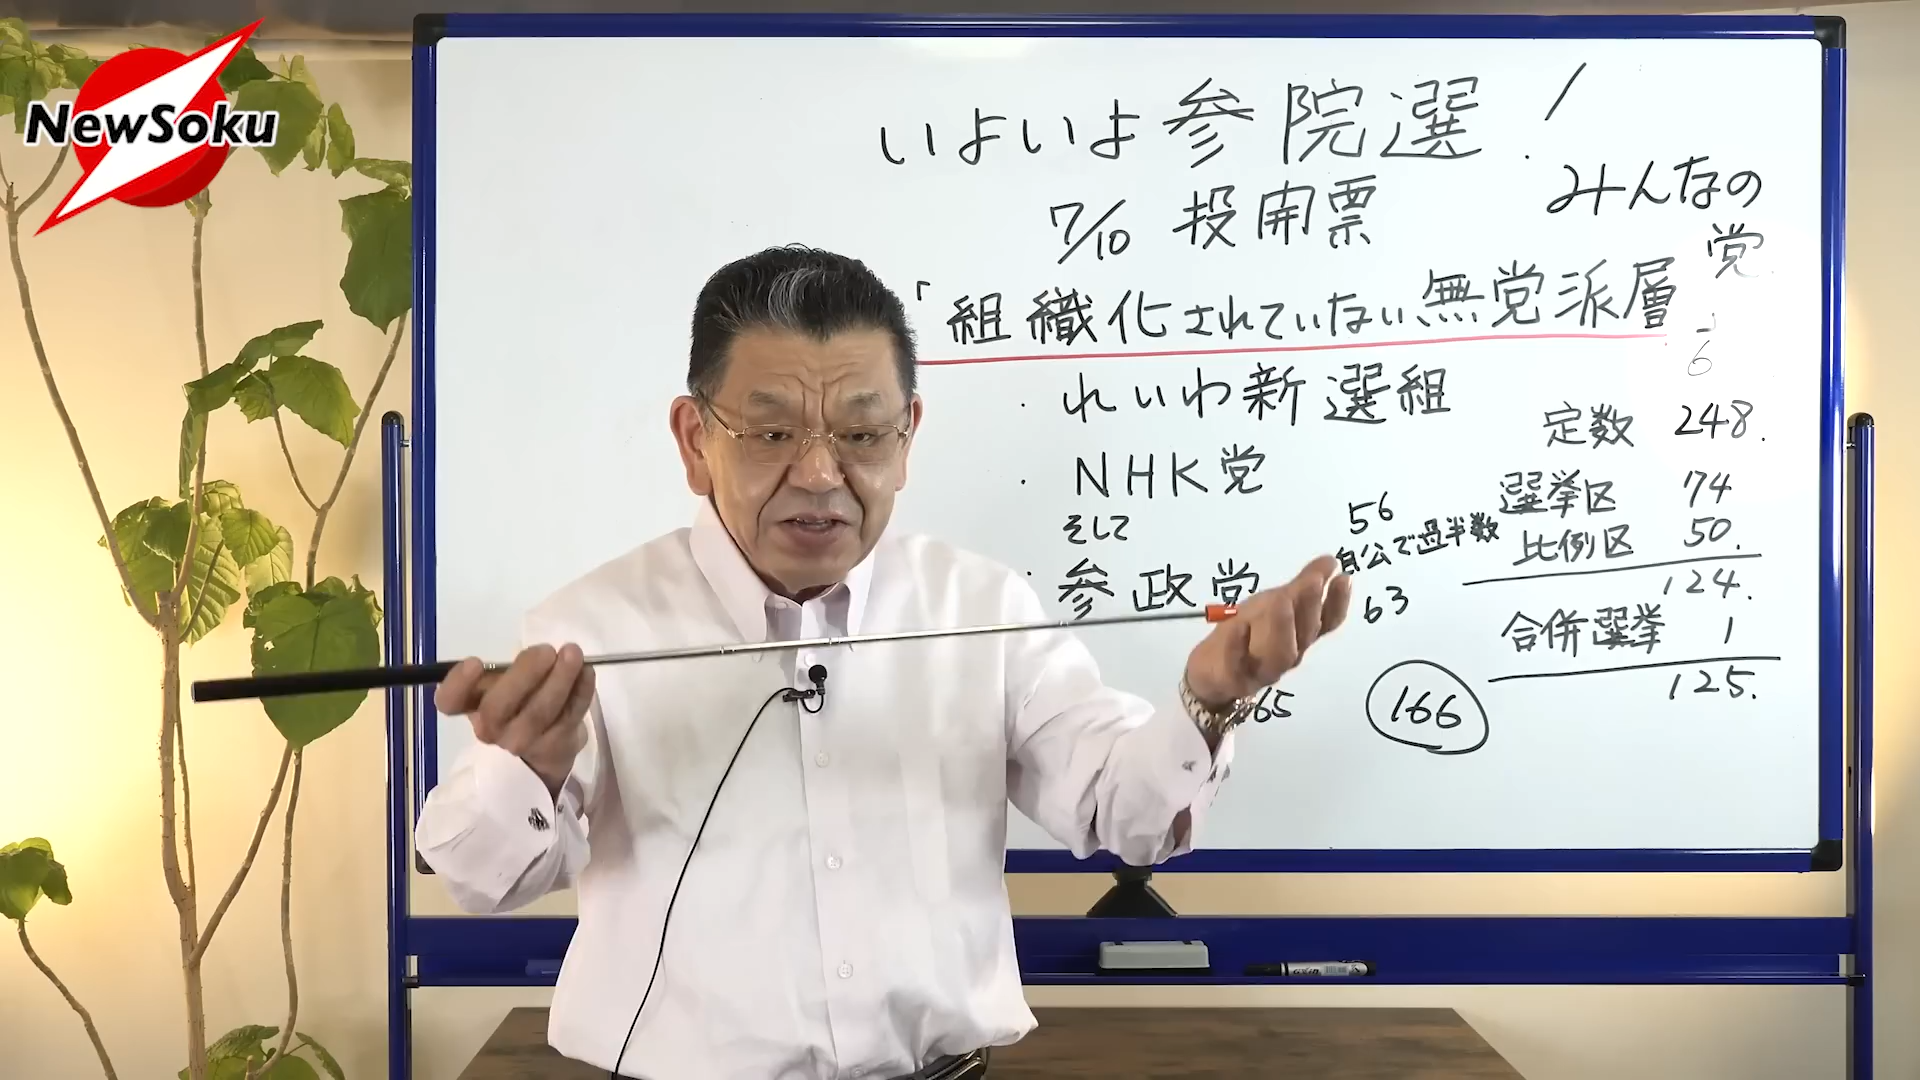 NewSoku
いよいよ参院選!
7/10 投開票
みんなの
党
「組織化されていない無党派層
6
・れいわ新選組
・NHK党
そして
・参政党
56
自公で過半数
63
65
166
定数 248.
選挙区 74
比例区 50.
124.
合併選挙 1
125.